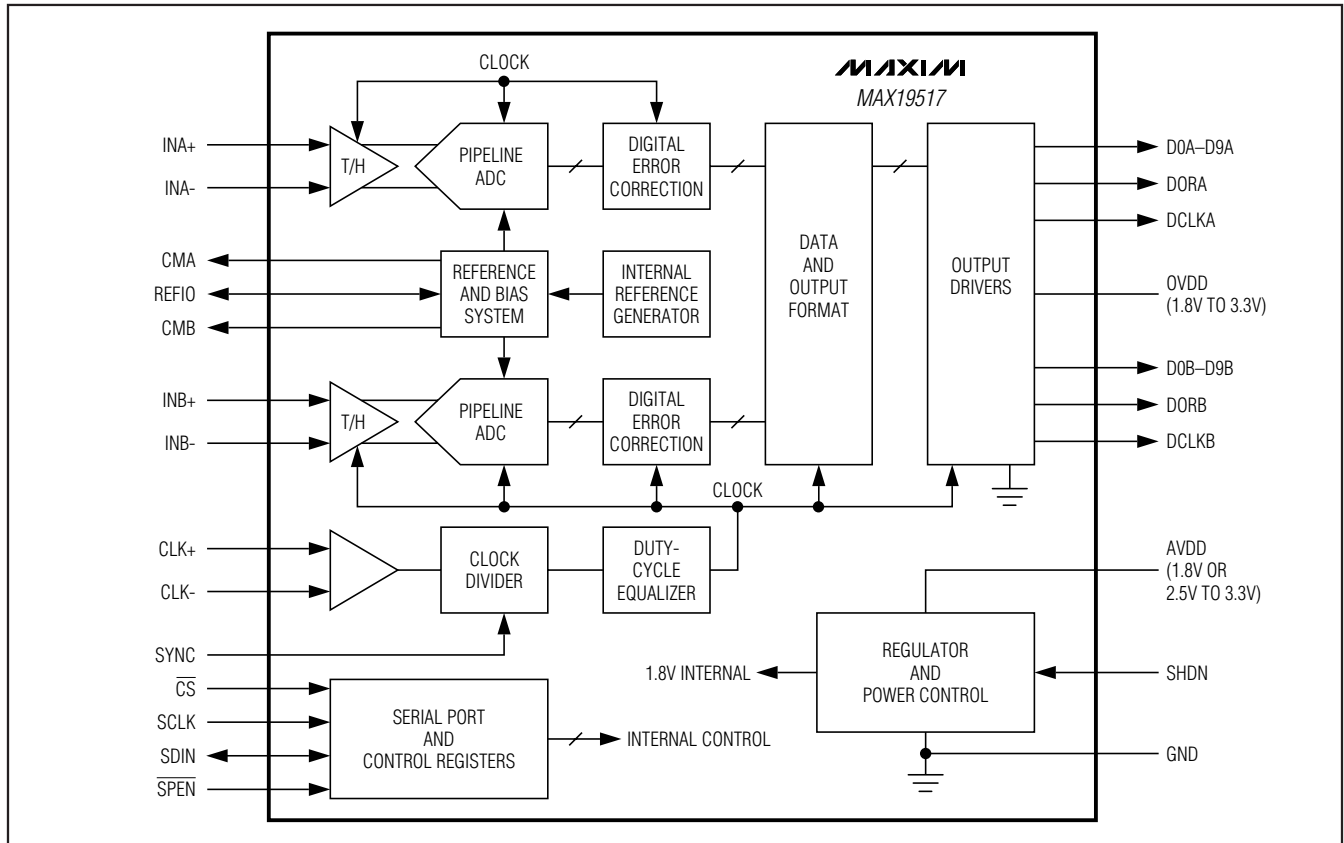 CLOCK
MAXIM
MAX19517
INA+
INA-
T/H
PIPELINE
ADC
DIGITAL
ERROR
CORRECTION
DATA
AND
OUTPUT
FORMAT
OUTPUT
DRIVERS
D0A–D9A
DORA
DCLKA
CMA
REFIO
CMB
REFERENCE
AND BIAS
SYSTEM
INTERNAL
REFERENCE
GENERATOR
OVDD
(1.8V TO 3.3V)
INB+
INB-
T/H
PIPELINE
ADC
DIGITAL
ERROR
CORRECTION
D0B–D9B
DORB
DCLKB
CLOCK
CLK+
CLK-
CLOCK
DIVIDER
DUTY-
CYCLE
EQUALIZER
AVDD
(1.8V OR
2.5V TO 3.3V)
SYNC
CS
SCLK
SDIN
SPEN
SERIAL PORT
AND
CONTROL REGISTERS
INTERNAL CONTROL
1.8V INTERNAL
REGULATOR
AND
POWER CONTROL
SHDN
GND